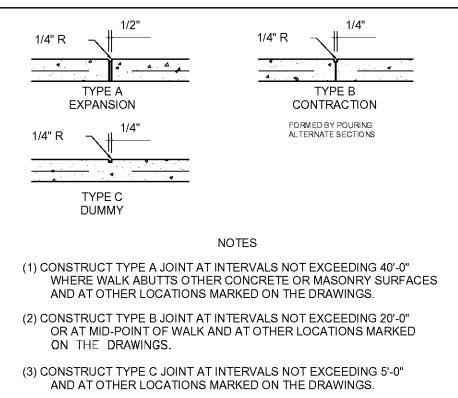 1/2"
1/4" R
TYPE A
EXPANSION
1/4"
1/4" R
TYPE B
CONTRACTION
FORMED BY POURING
ALTERNATE SECTIONS
1/4"
1/4" R
TYPE C
DUMMY
NOTES
(1) CONSTRUCT TYPE A JOINT AT INTERVALS NOT EXCEEDING 40'-0"
WHERE WALK ABUTTS OTHER CONCRETE OR MASONRY SURFACES
AND AT OTHER LOCATIONS MARKED ON THE DRAWINGS.
(2) CONSTRUCT TYPE B JOINT AT INTERVALS NOT EXCEEDING 20'-0"
OR AT MID-POINT OF WALK AND AT OTHER LOCATIONS MARKED
ON THE DRAWINGS.
(3) CONSTRUCT TYPE C JOINT AT INTERVALS NOT EXCEEDING 5'-0"
AND AT OTHER LOCATIONS MARKED ON THE DRAWINGS.